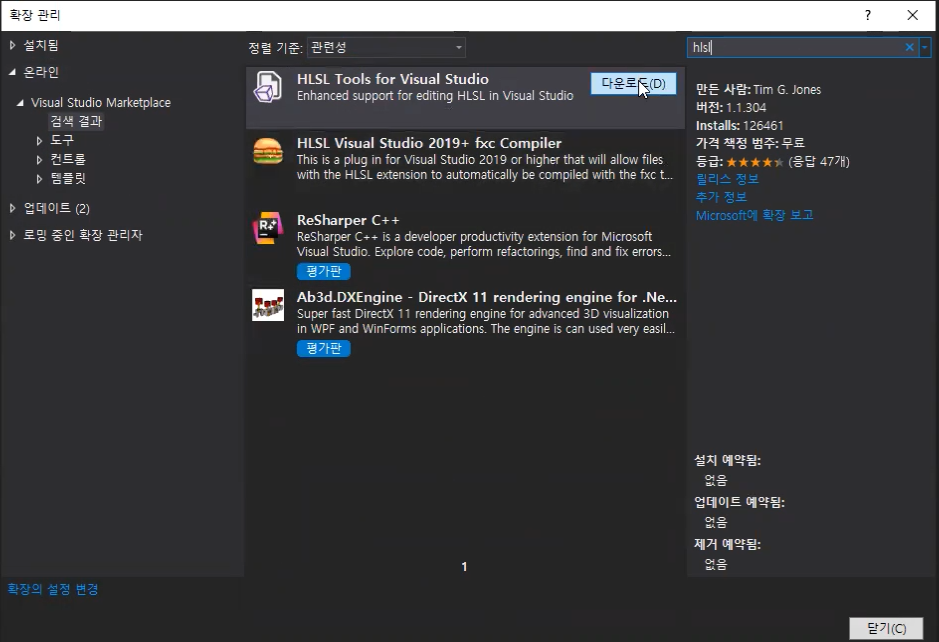 확장 관리
?
설치됨
온라인
Visual Studio Marketplace
검색 결과
도구
컨트롤
템플릿
업데이트 (2)
로밍 중인 확장 관리자
확장의 설정 변경
정렬 기준: 관련성
HLSL Tools for Visual Studio
Enhanced support for editing HLSL in Visual Studio
다운로드(D)
HLSL Visual Studio 2019+ fxc Compiler
This is a plug in for Visual Studio 2019 or higher that will allow files
with the HLSL extension to automatically be compiled with the fxc t...
ReSharper C++
ReSharper C++ is a developer productivity extension for Microsoft
Visual Studio. Explore code, perform refactorings, find and fix errors...
평가판
Ab3d.DXEngine - DirectX 11 rendering engine for .Ne...
Super fast DirectX 11 rendering engine for advanced 3D visualization
in WPF and WinForms applications. The engine is can used very easil...
평가판
1
hlsl
만든 사람: Tim G. Jones
버전: 1.1.304
Installs: 126461
가격 책정 범주: 무료
등급: (응답 47개)
릴리스 정보
추가 정보
Microsoft에 확장 보고
설치 예약됨:
없음
업데이트 예약됨:
없음
제거 예약됨:
없음
닫기(C)